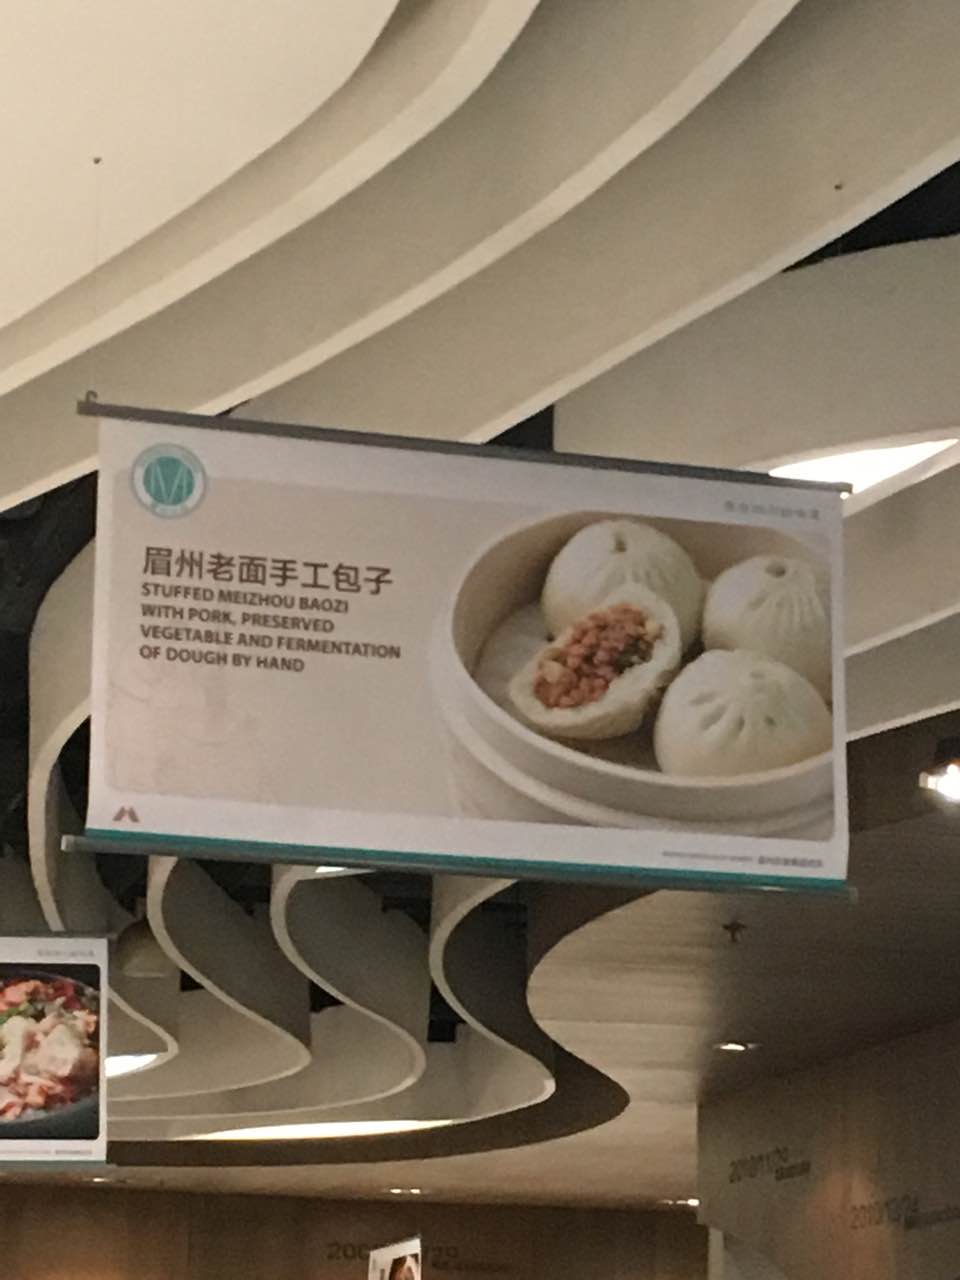 M
眉州老面手工包子
STUFFED MEIZHOU BAOZI
WITH PORK, PRESERVED
VEGETABLE AND FERMENTATION
OF DOUGH BY HAND